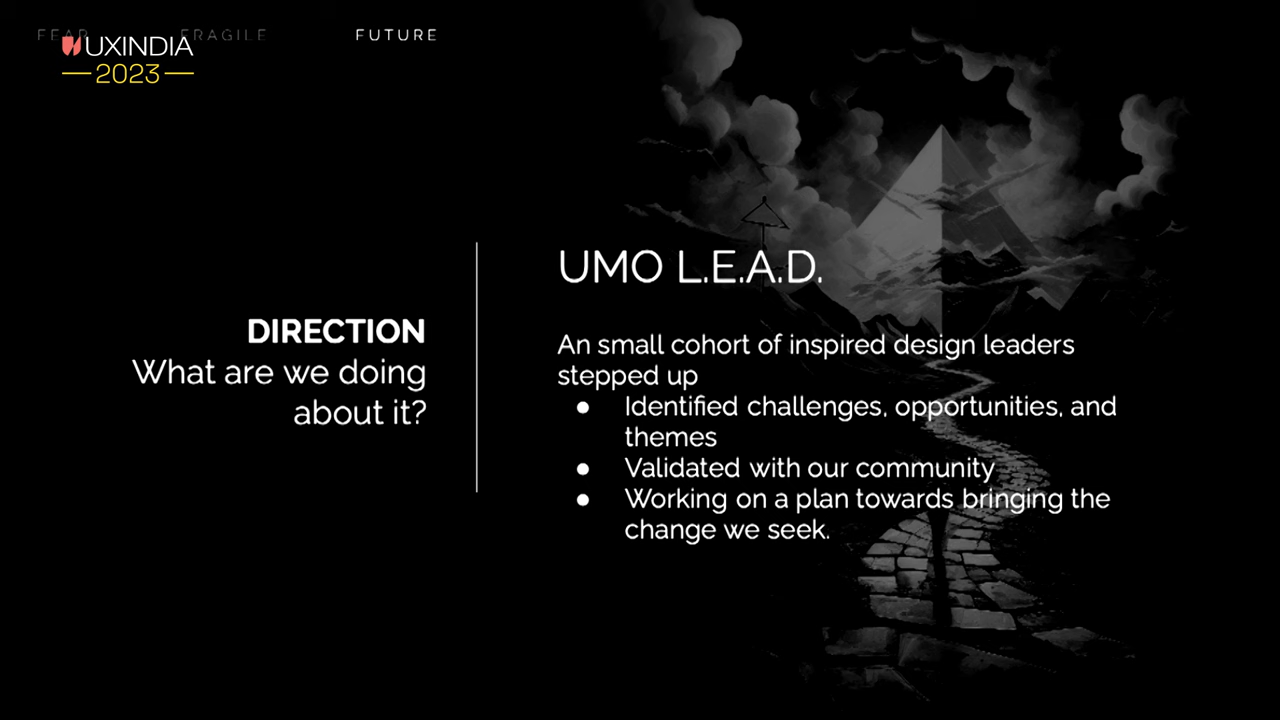 FEAR FRAGILE FUTURE
UXINDIA
2023
DIRECTION
What are we doing
about it?
UMO L.E.A.D.
An small cohort of inspired design leaders
stepped up
● Identified challenges, opportunities, and
themes
● Validated with our community
● Working on a plan towards bringing the
change we seek.